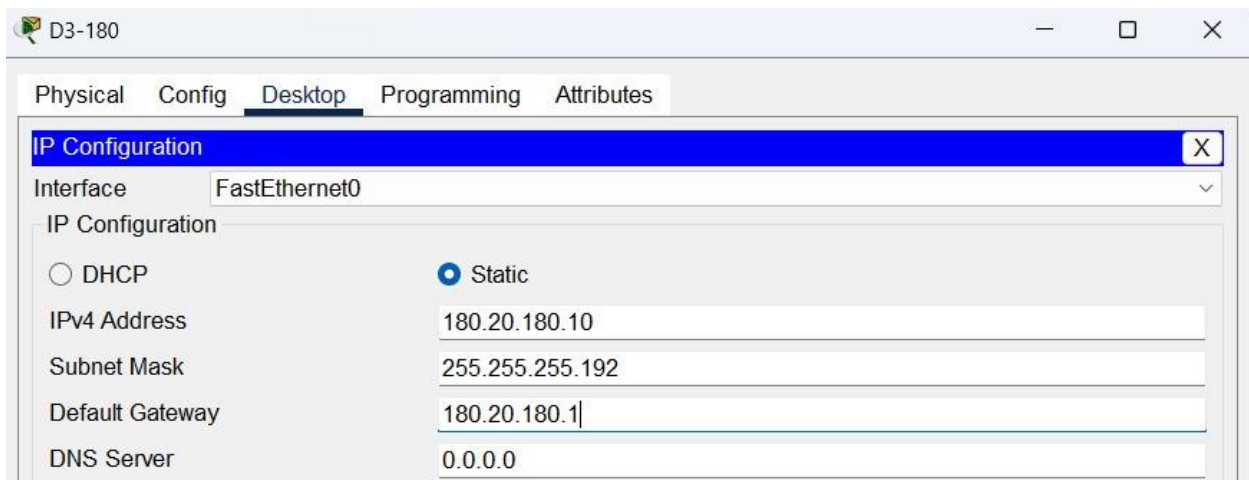 D3-180
Physical Config Desktop Programming Attributes
IP Configuration X
Interface FastEthernet0
IP Configuration
DHCP Static
IPv4 Address 180.20.180.10
Subnet Mask 255.255.255.192
Default Gateway 180.20.180.1
DNS Server 0.0.0.0